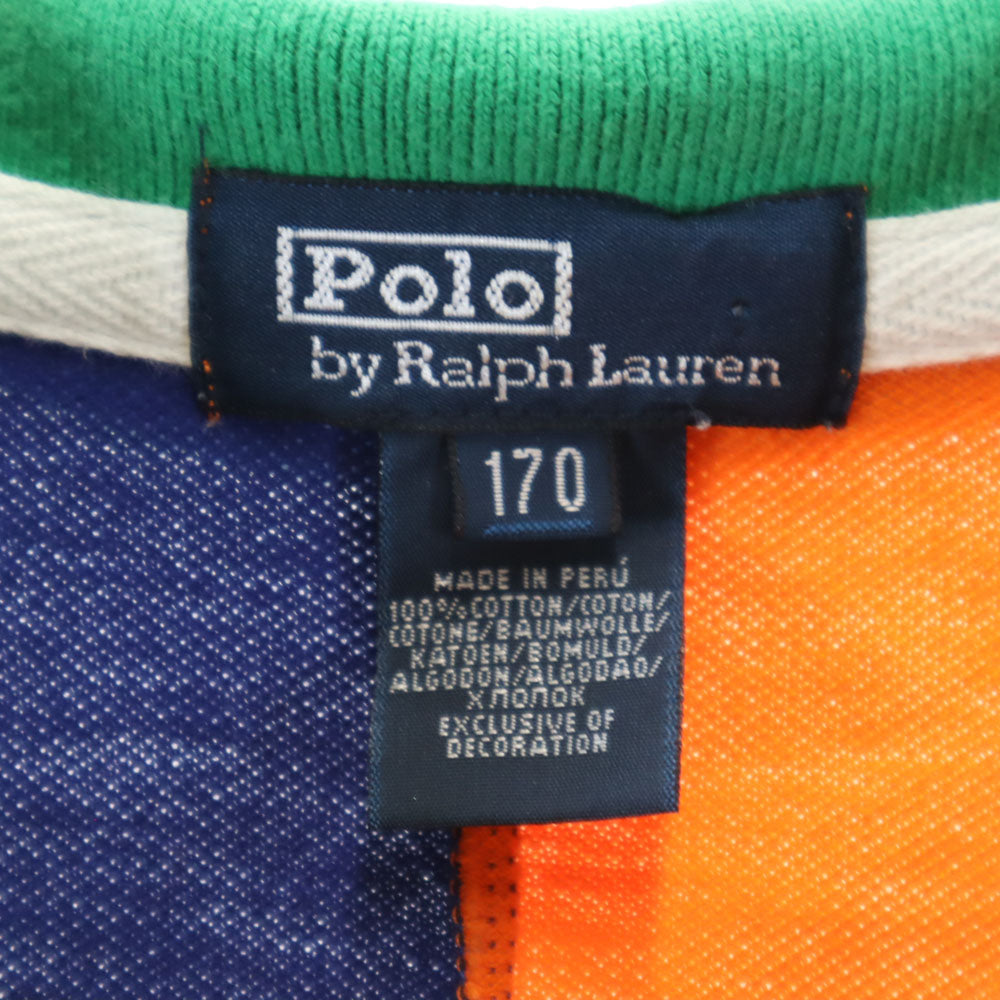 Polo
by Ralph Lauren
170
MADE IN PERÚ
100% COTTON/COTON/
COTONE/BAUMWOLLE/
KATOEN/BOMULD/
ALGODON/ALGODAO/
ХЛОПОК
EXCLUSIVE OF
DECORATION